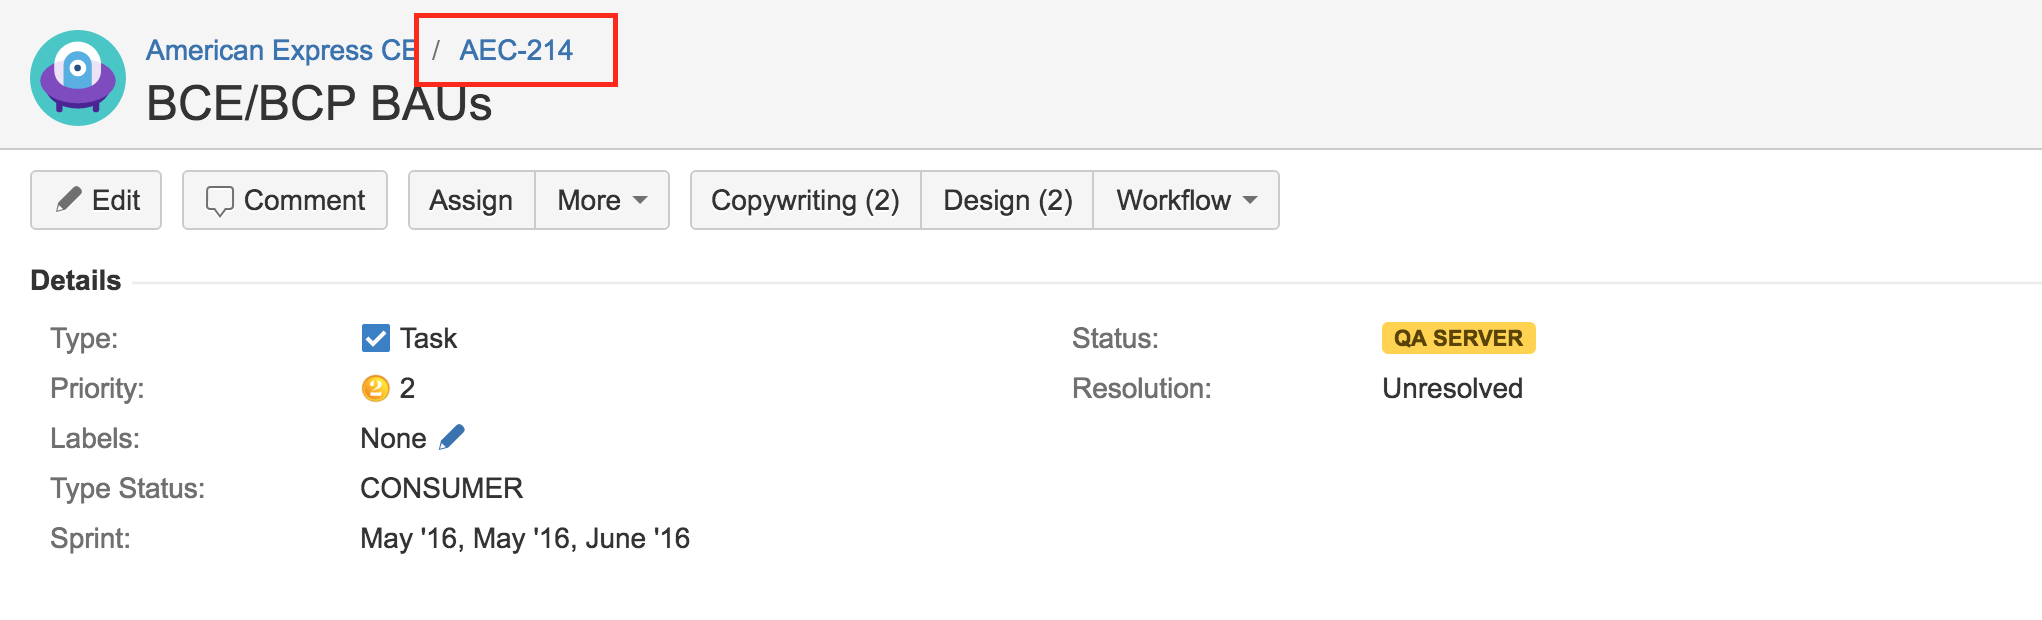 American Express CE / AEC-214
BCE/BCP BAUs
Edit Comment Assign More Copywriting (2) Design (2) Workflow
Details
Type: Task Status: QA SERVER
Priority: 2 2 Resolution: Unresolved
Labels: None
Type Status: CONSUMER
Sprint: May '16, May '16, June '16